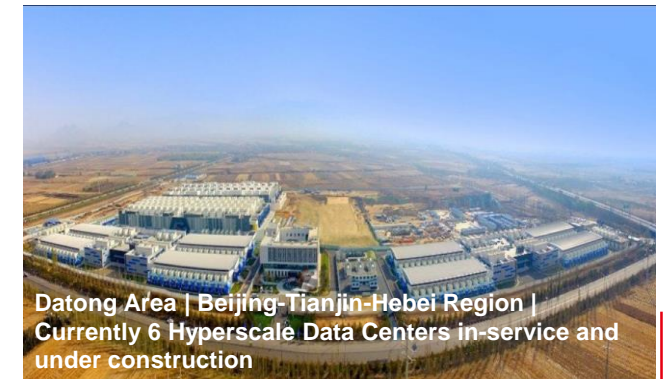 Datong Area | Beijing-Tianjin-Hebei Region |
Currently 6 Hyperscale Data Centers in-service and
under construction